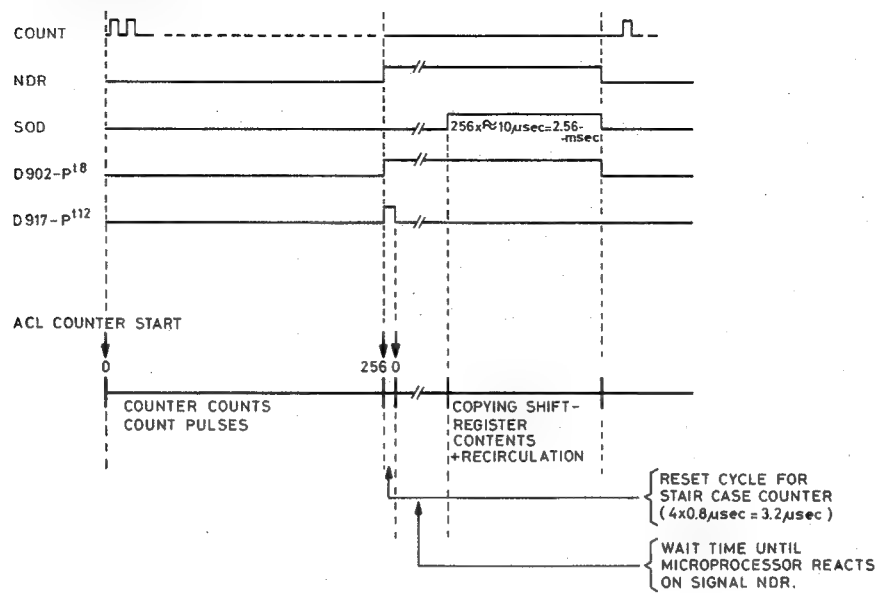 COUNT
NDR
SOD
256x≈10μsec=2.56-
-msec
D902-Pt8
D917-Pt12
ACL COUNTER START
0
256 0
COUNTER COUNTS
COUNT PULSES
COPYING SHIFT-
REGISTER
CONTENTS
+RECIRCULATION
RESET CYCLE FOR
STAIR CASE COUNTER
(4x0.8μsec=3.2μsec)
WAIT TIME UNTIL
MICROPROCESSOR REACTS
ON SIGNAL NDR.